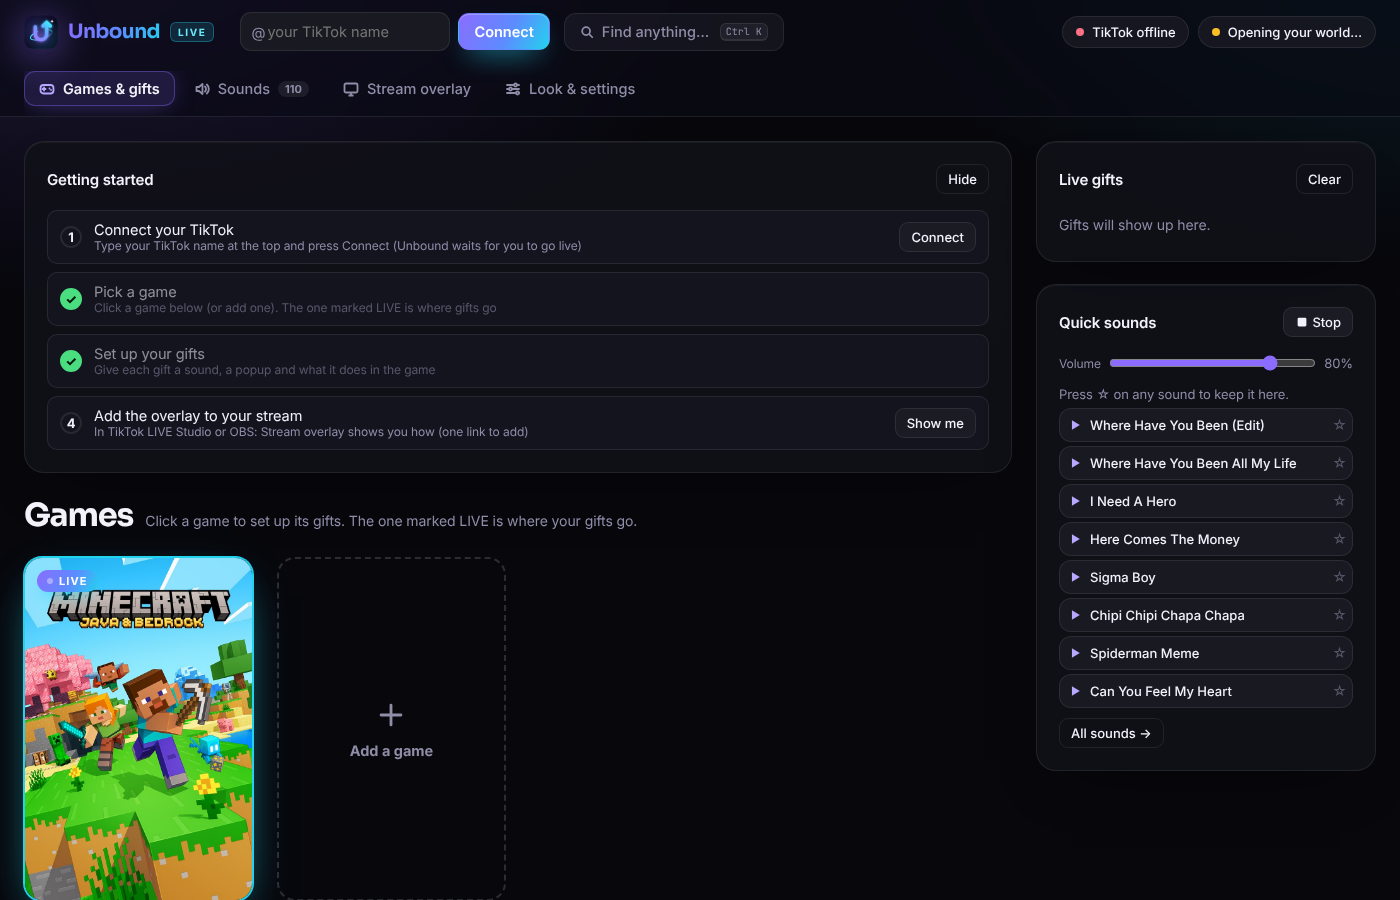 Unbound LIVE
@ your TikTok name
Connect
Find anything... Ctrl K
TikTok offline
Opening your world...
Games & gifts
Sounds 110
Stream overlay
Look & settings
Getting started
Hide
1
Connect your TikTok
Type your TikTok name at the top and press Connect (Unbound waits for you to go live)
Connect
Pick a game
Click a game below (or add one). The one marked LIVE is where gifts go
Set up your gifts
Give each gift a sound, a popup and what it does in the game
4
Add the overlay to your stream
In TikTok LIVE Studio or OBS: Stream overlay shows you how (one link to add)
Show me
Games
Click a game to set up its gifts. The one marked LIVE is where your gifts go.
LIVE
MINECRAFT
JAVA & BEDROCK
Add a game
Live gifts
Clear
Gifts will show up here.
Quick sounds
Stop
Volume 80%
Press ☆ on any sound to keep it here.
Where Have You Been (Edit)
Where Have You Been All My Life
I Need A Hero
Here Comes The Money
Sigma Boy
Chipi Chipi Chapa Chapa
Spiderman Meme
Can You Feel My Heart
All sounds →